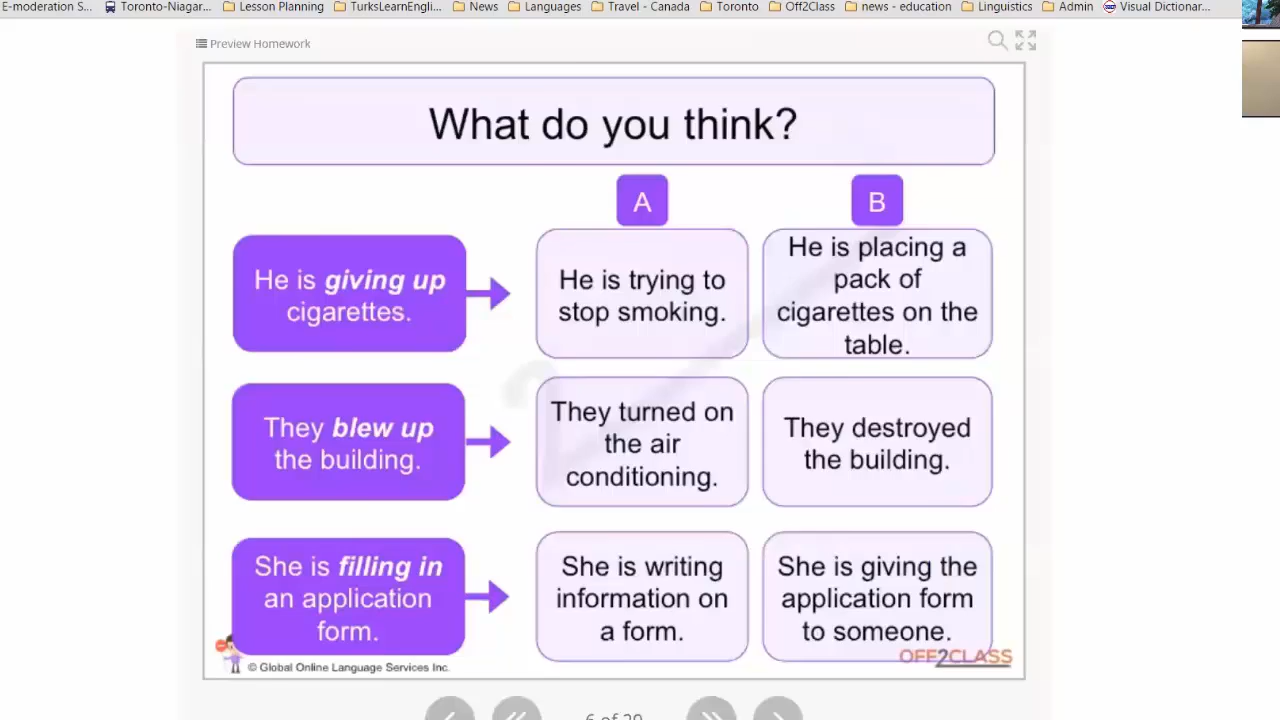 E-moderation S... Toronto-Niagar... Lesson Planning TurksLearnEngli... News Languages Travel - Canada Toronto Off2Class news - education Linguistics Admin Visual Dictionar...
Preview Homework
What do you think?
A B
He is giving up
cigarettes.
He is trying to
stop smoking.
He is placing a
pack of
cigarettes on the
table.
They blew up
the building.
They turned on
the air
conditioning.
They destroyed
the building.
She is filling in
an application
form.
She is writing
information on
a form.
She is giving the
application form
to someone.
© Global Online Language Services Inc.
OFF2CLASS
6 of 20